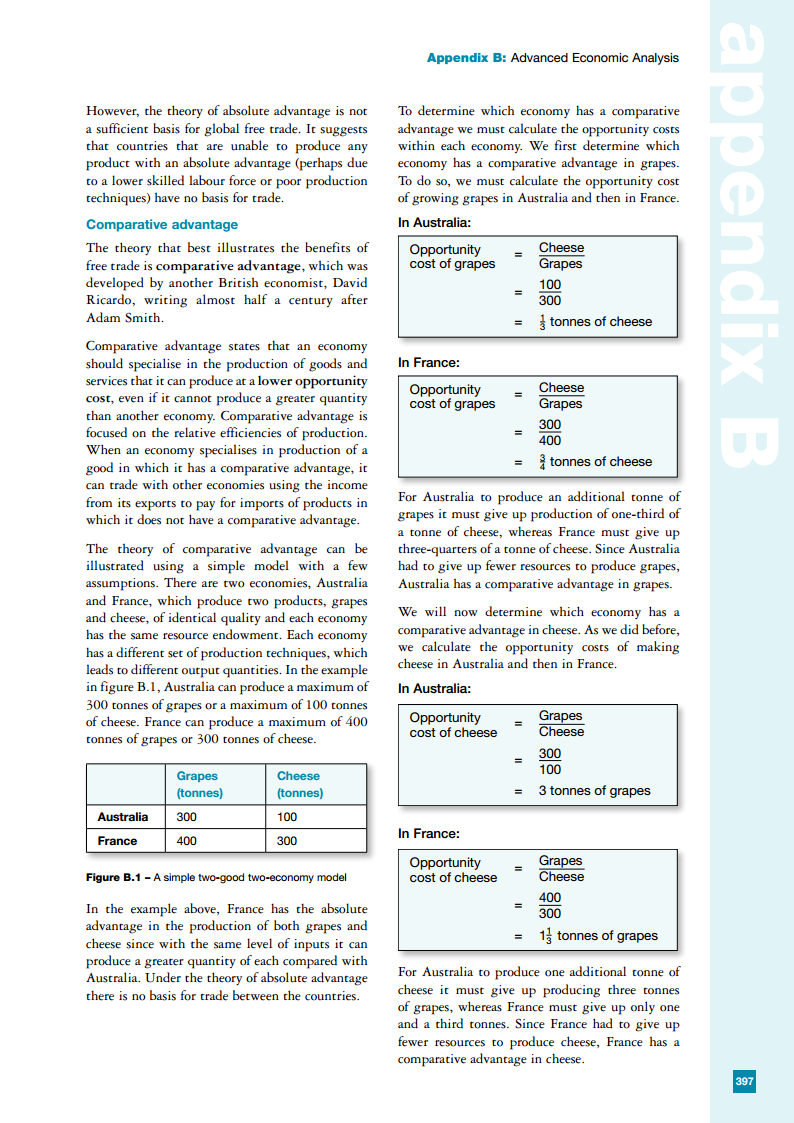 Appendix B: Advanced Economic Analysis
However, the theory of absolute advantage is not
a sufficient basis for global free trade. It suggests
that countries that are unable to produce any
product with an absolute advantage (perhaps due
to a lower skilled labour force or poor production
techniques) have no basis for trade.
Comparative advantage
The theory that best illustrates the benefits of
free trade is comparative advantage, which was
developed by another British economist, David
Ricardo, writing almost half a century after
Adam Smith.
Comparative advantage states that an economy
should specialise in the production of goods and
services that it can produce at a lower opportunity
cost, even if it cannot produce a greater quantity
than another economy. Comparative advantage is
focused on the relative efficiencies of production.
When an economy specialises in production of a
good in which it has a comparative advantage, it
can trade with other economies using the income
from its exports to pay for imports of products in
which it does not have a comparative advantage.
The theory of comparative advantage can be
illustrated using a simple model with a few
assumptions. There are two economies, Australia
and France, which produce two products, grapes
and cheese, of identical quality and each economy
has the same resource endowment. Each economy
has a different set of production techniques, which
leads to different output quantities. In the example
in figure B.1, Australia can produce a maximum of
300 tonnes of grapes or a maximum of 100 tonnes
of cheese. France can produce a maximum of 400
tonnes of grapes or 300 tonnes of cheese.
Grapes Cheese
(tonnes) (tonnes)
Australia 300 100
France 400 300
Figure B.1 – A simple two-good two-economy model
In the example above, France has the absolute
advantage in the production of both grapes and
cheese since with the same level of inputs it can
produce a greater quantity of each compared with
Australia. Under the theory of absolute advantage
there is no basis for trade between the countries.
To determine which economy has a comparative
advantage we must calculate the opportunity costs
within each economy. We first determine which
economy has a comparative advantage in grapes.
To do so, we must calculate the opportunity cost
of growing grapes in Australia and then in France.
In Australia:
Opportunity = Cheese
cost of grapes Grapes
= 100
300
= 1/3 tonnes of cheese
In France:
Opportunity = Cheese
cost of grapes Grapes
= 300
400
= 3/4 tonnes of cheese
For Australia to produce an additional tonne of
grapes it must give up production of one-third of
a tonne of cheese, whereas France must give up
three-quarters of a tonne of cheese. Since Australia
had to give up fewer resources to produce grapes,
Australia has a comparative advantage in grapes.
We will now determine which economy has a
comparative advantage in cheese. As we did before,
we calculate the opportunity costs of making
cheese in Australia and then in France.
In Australia:
Opportunity = Grapes
cost of cheese Cheese
= 300
100
= 3 tonnes of grapes
In France:
Opportunity = Grapes
cost of cheese Cheese
= 400
300
= 1 1/3 tonnes of grapes
For Australia to produce one additional tonne of
cheese it must give up producing three tonnes
of grapes, whereas France must give up only one
and a third tonnes. Since France had to give up
fewer resources to produce cheese, France has a
comparative advantage in cheese.
appendix B
397